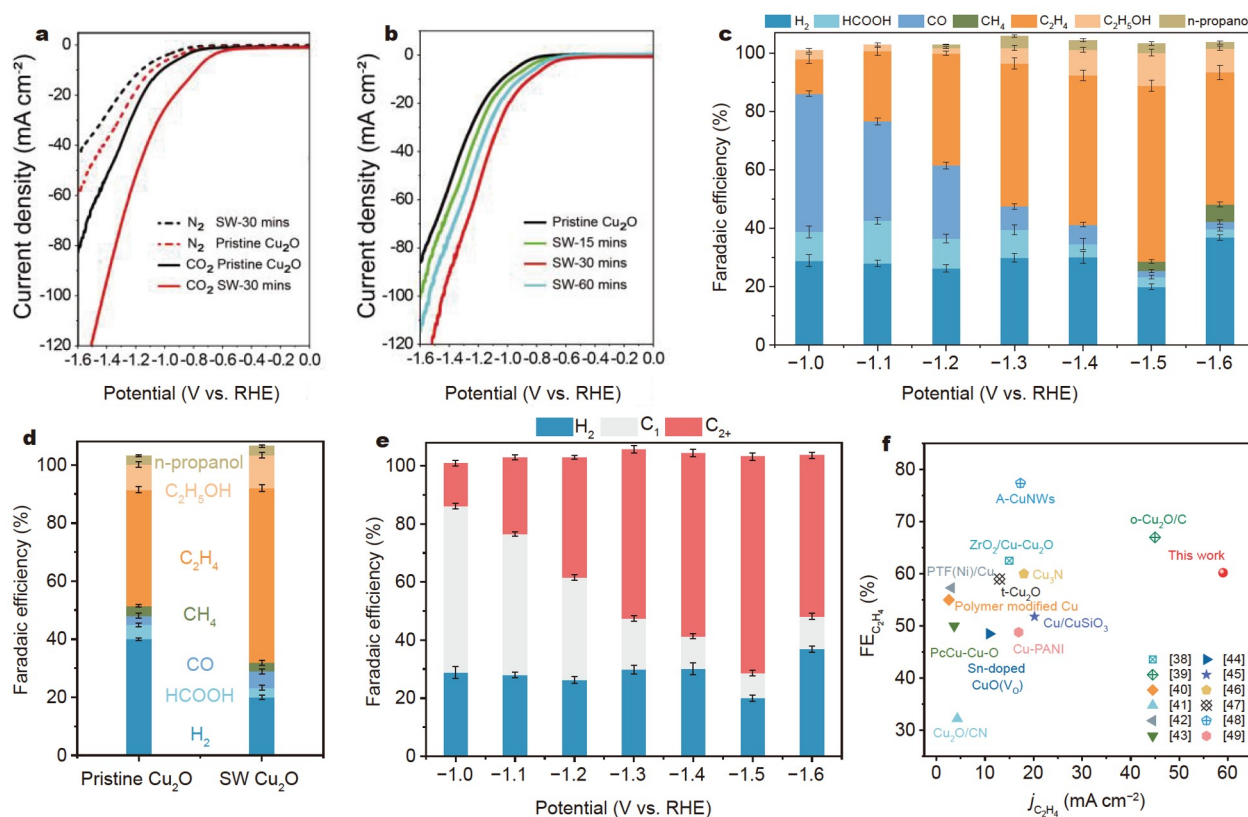 a
Current density (mA cm⁻²)
0
-20
-40
-60
-80
-100
-120
N₂ SW-30 mins
N₂ Pristine Cu₂O
CO₂ Pristine Cu₂O
CO₂ SW-30 mins
-1.6 -1.4 -1.2 -1.0 -0.8 -0.6 -0.4 -0.2 0.0
Potential (V vs. RHE)
b
Current density (mA cm⁻²)
0
-20
-40
-60
-80
-100
-120
Pristine Cu₂O
SW-15 mins
SW-30 mins
SW-60 mins
-1.6 -1.4 -1.2 -1.0 -0.8 -0.6 -0.4 -0.2 0.0
Potential (V vs. RHE)
H₂ HCOOH CO CH₄ C₂H₄ C₂H₅OH n-propanol
c
Faradaic efficiency (%)
100
80
60
40
20
0
−1.0 −1.1 −1.2 −1.3 −1.4 −1.5 −1.6
Potential (V vs. RHE)
d
Faradaic efficiency (%)
100
80
60
40
20
0
n-propanol
C₂H₅OH
C₂H₄
CH₄
CO
HCOOH
H₂
Pristine Cu₂O SW Cu₂O
e
H₂ C₁ C₂₊
Faradaic efficiency (%)
100
80
60
40
20
0
−1.0 −1.1 −1.2 −1.3 −1.4 −1.5 −1.6
Potential (V vs. RHE)
f
FE C₂H₄ (%)
80
70
60
50
40
30
A-CuNWs
o-Cu₂O/C
ZrO₂/Cu-Cu₂O
This work
PTF(Ni)/Cu
Cu₃N
t-Cu₂O
Polymer modified Cu
Cu/CuSiO₃
PcCu-Cu-O
Cu-PANI
Sn-doped
CuO(V₀)
Cu₂O/CN
[38] [44]
[39] [45]
[40] [46]
[41] [47]
[42] [48]
[43] [49]
0 10 20 30 40 50 60
j C₂H₄ (mA cm⁻²)